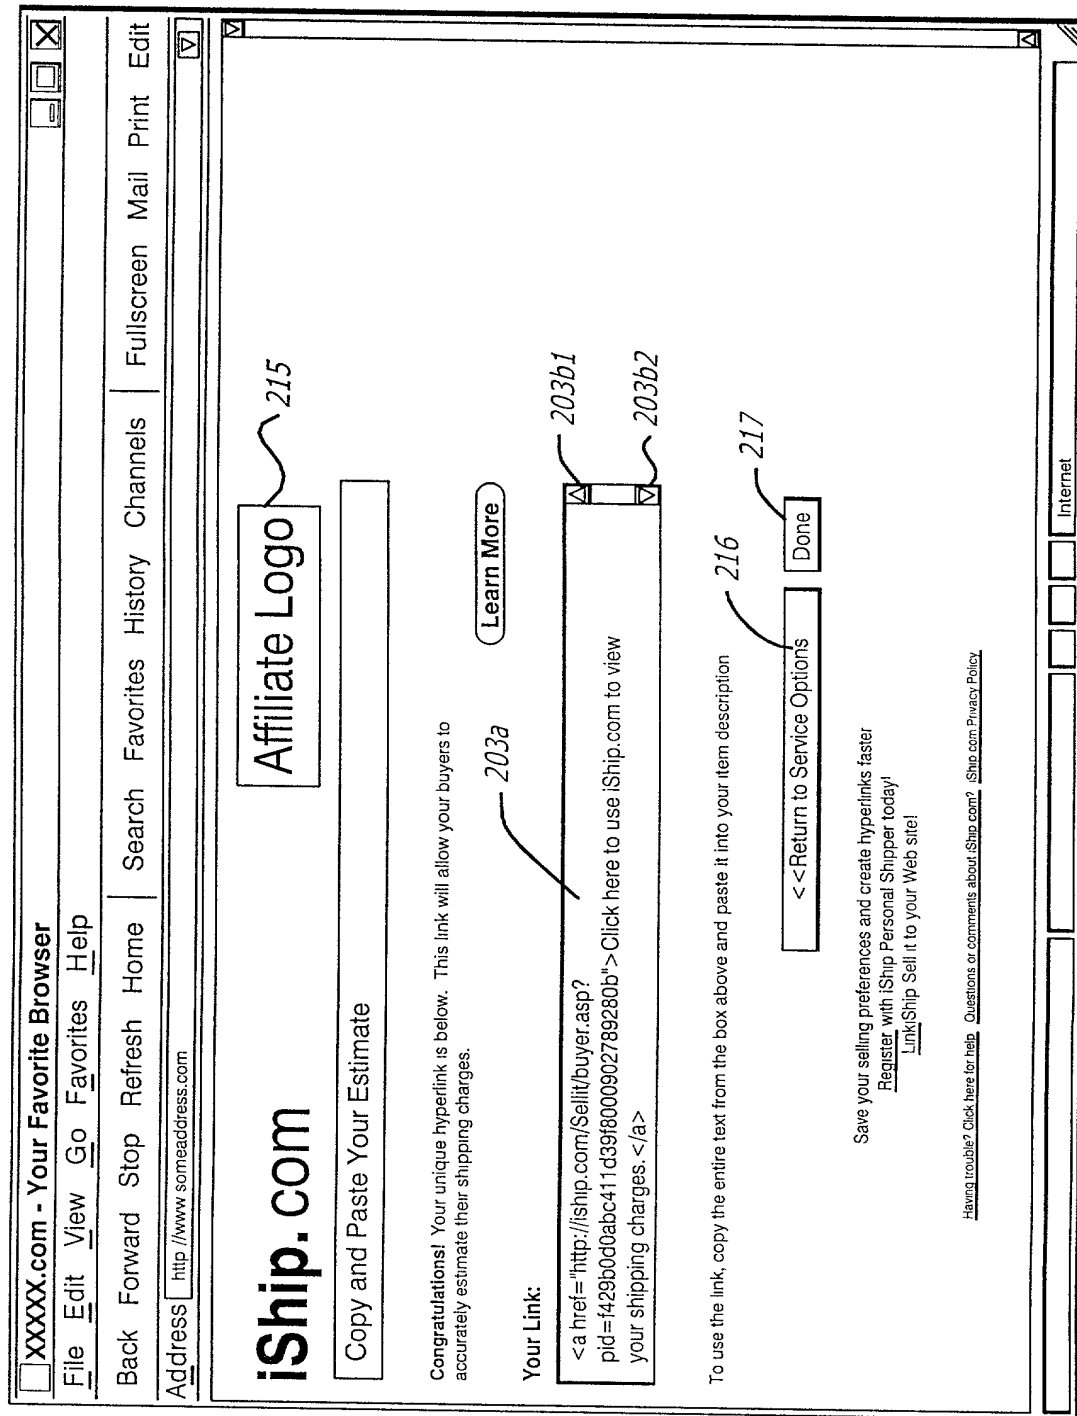 XXXXX.com - Your Favorite Browser
File Edit View Go Favorites Help
Back Forward Stop Refresh Home | Search Favorites History Channels | Fullscreen Mail Print Edit
Address http //www someaddress.com
iShip.com
Affiliate Logo
215
Copy and Paste Your Estimate
Congratulations! Your unique hyperlink is below. This link will allow your buyers to
accurately estimate their shipping charges.
Learn More
Your Link:
203a
203b1
<a href="http://iship.com/Sellit/buyer.asp?
pid=f429b0d0abc411d39f8000902789280b">Click here to use iShip.com to view
your shipping charges. </a>
203b2
To use the link, copy the entire text from the box above and paste it into your item description
216
217
<<Return to Service Options
Done
Save your selling preferences and create hyperlinks faster
Register with iShip Personal Shipper today!
LinkiShip Sell it to your Web site!
Having trouble? Click here for help Questions or comments about iShip com? iShip com Privacy Policy
Internet